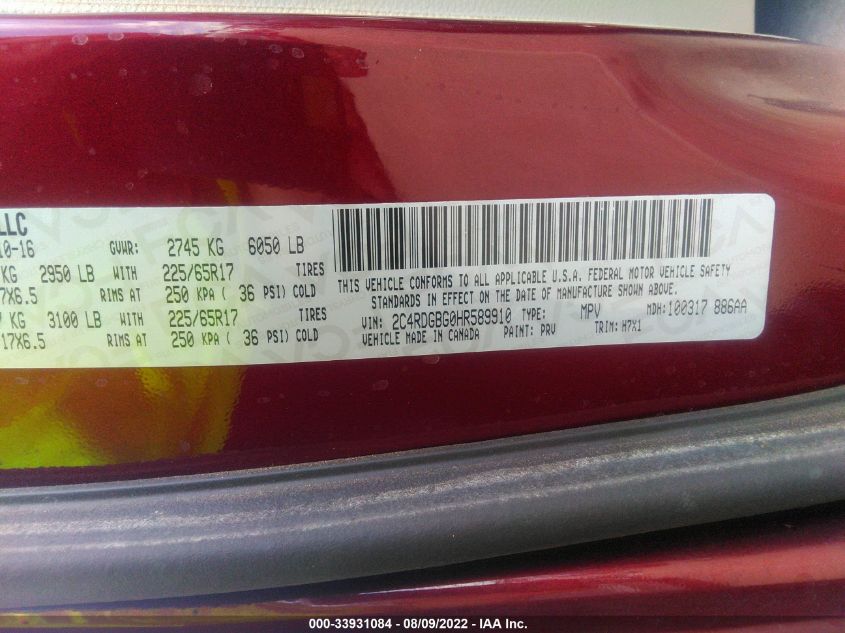 LLC
10-16 GVWR: 2745 KG 6050 LB
KG 2950 LB WITH 225/65R17 TIRES
7X6.5 RIMS AT 250 KPA ( 36 PSI) COLD
KG 3100 LB WITH 225/65R17 TIRES
17X6.5 RIMS AT 250 KPA ( 36 PSI) COLD
THIS VEHICLE CONFORMS TO ALL APPLICABLE U.S.A. FEDERAL MOTOR VEHICLE SAFETY
STANDARDS IN EFFECT ON THE DATE OF MANUFACTURE SHOWN ABOVE.
VIN: 2C4RDGBG0HR589910 TYPE: MPV MDH:100317 886AA
VEHICLE MADE IN CANADA PAINT: PRV TRIM: H7X1
000-33931084 - 08/09/2022 - IAA Inc.